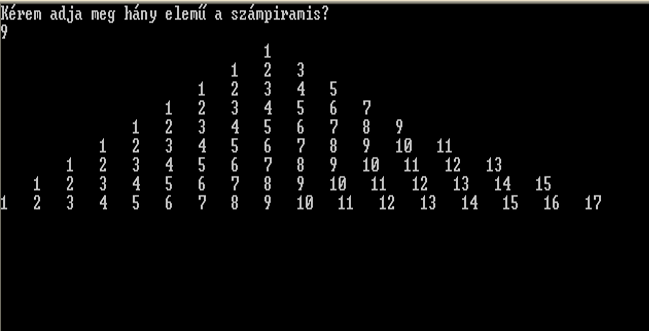 Kérem adja meg hány elemű a számpiramis?
9
1
1 2 3
1 2 3 4 5
1 2 3 4 5 6 7
1 2 3 4 5 6 7 8 9
1 2 3 4 5 6 7 8 9 10 11
1 2 3 4 5 6 7 8 9 10 11 12 13
1 2 3 4 5 6 7 8 9 10 11 12 13 14 15
1 2 3 4 5 6 7 8 9 10 11 12 13 14 15 16 17